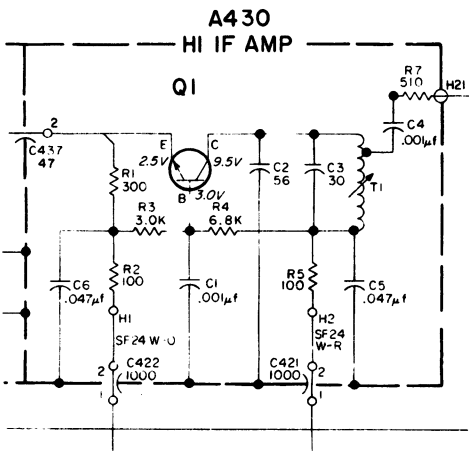 A430
HI IF AMP
Q1
R7
510
H21
2
C4
.001µf
C437
47
E
C
2.5V
9.5V
B
3.0V
R1
300
C2
56
C3
30
T1
R3
3.0K
R4
6.8K
R2
100
C6
.047µf
C1
.001µf
R5
100
C5
.047µf
H1
H2
SF24 W-O
SF24
W-R
2
C422
1000
1
C421
1000
2
1